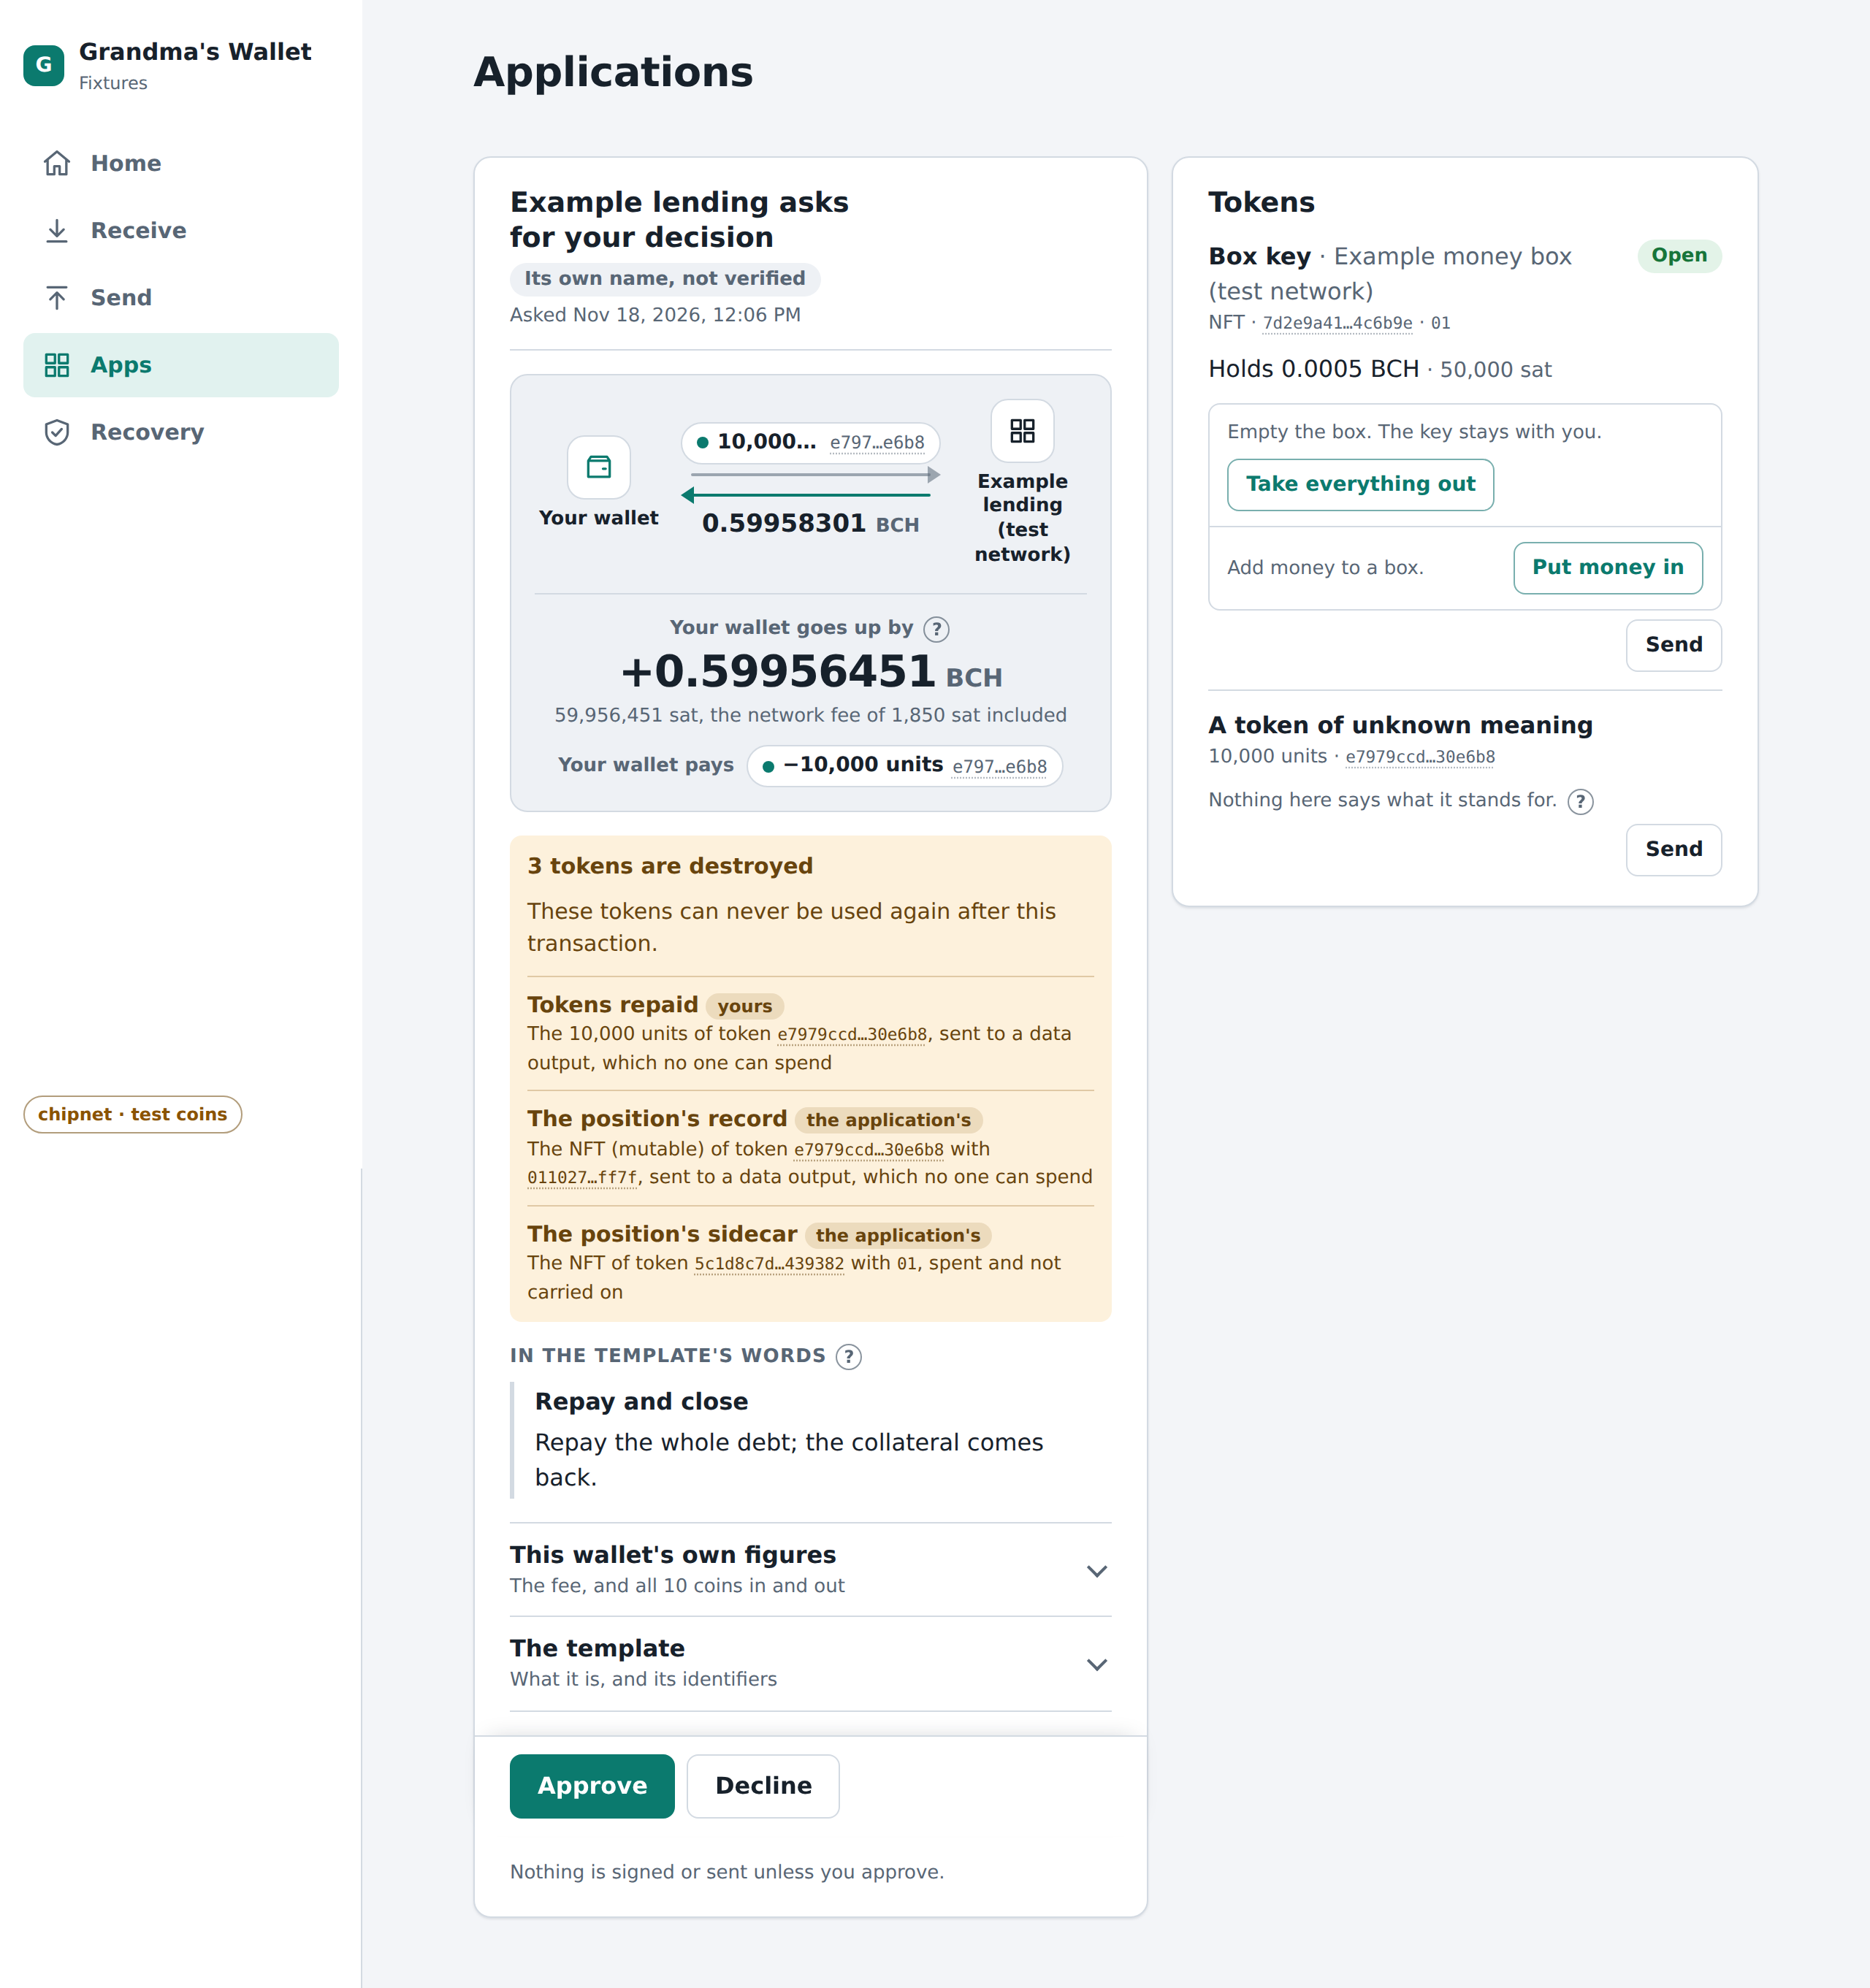 G
Grandma's Wallet
Fixtures
Home
Receive
Send
Apps
Recovery
chipnet · test coins
Applications
Example lending asks
for your decision
Its own name, not verified
Asked Nov 18, 2026, 12:06 PM
Your wallet
10,000… e797…e6b8
0.59958301 BCH
Example
lending
(test
network)
Your wallet goes up by ?
+0.59956451 BCH
59,956,451 sat, the network fee of 1,850 sat included
Your wallet pays −10,000 units e797…e6b8
3 tokens are destroyed
These tokens can never be used again after this
transaction.
Tokens repaid yours
The 10,000 units of token e7979ccd…30e6b8, sent to a data
output, which no one can spend
The position's record the application's
The NFT (mutable) of token e7979ccd…30e6b8 with
011027…ff7f, sent to a data output, which no one can spend
The position's sidecar the application's
The NFT of token 5c1d8c7d…439382 with 01, spent and not
carried on
IN THE TEMPLATE'S WORDS ?
Repay and close
Repay the whole debt; the collateral comes
back.
This wallet's own figures
The fee, and all 10 coins in and out
The template
What it is, and its identifiers
Approve
Decline
Nothing is signed or sent unless you approve.
Tokens
Box key · Example money box
(test network)
Open
NFT · 7d2e9a41…4c6b9e · 01
Holds 0.0005 BCH · 50,000 sat
Empty the box. The key stays with you.
Take everything out
Add money to a box.
Put money in
Send
A token of unknown meaning
10,000 units · e7979ccd…30e6b8
Nothing here says what it stands for. ?
Send